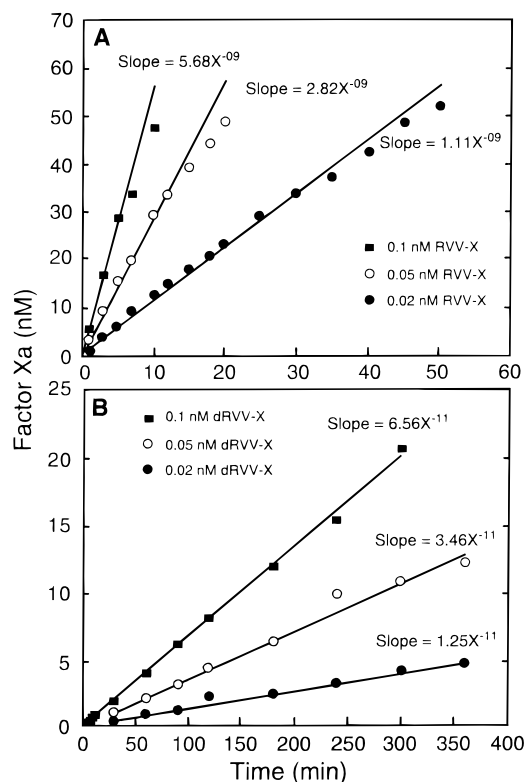 70
A
Slope = 5.68X⁻⁰⁹
60
Slope = 2.82X⁻⁰⁹
50
Slope = 1.11X⁻⁰⁹
40
30
0.1 nM RVV-X
0.05 nM RVV-X
20
0.02 nM RVV-X
10
0
0 10 20 30 40 50 60
Factor Xa (nM)
25
B
0.1 nM dRVV-X
Slope = 6.56X⁻¹¹
0.05 nM dRVV-X
20
0.02 nM dRVV-X
15
Slope = 3.46X⁻¹¹
10
Slope = 1.25X⁻¹¹
5
0
0 50 100 150 200 250 300 350 400
Time (min)